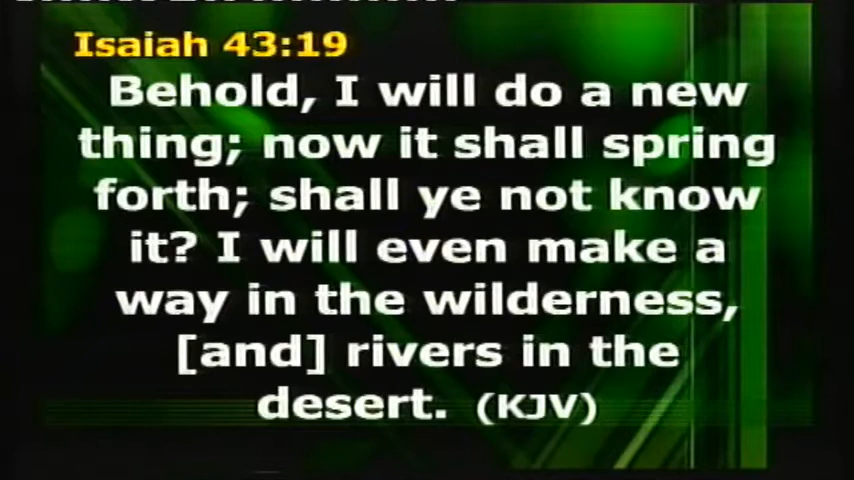 Isaiah 43:19
Behold, I will do a new
thing; now it shall spring
forth; shall ye not know
it? I will even make a
way in the wilderness,
[and] rivers in the
desert. (KJV)